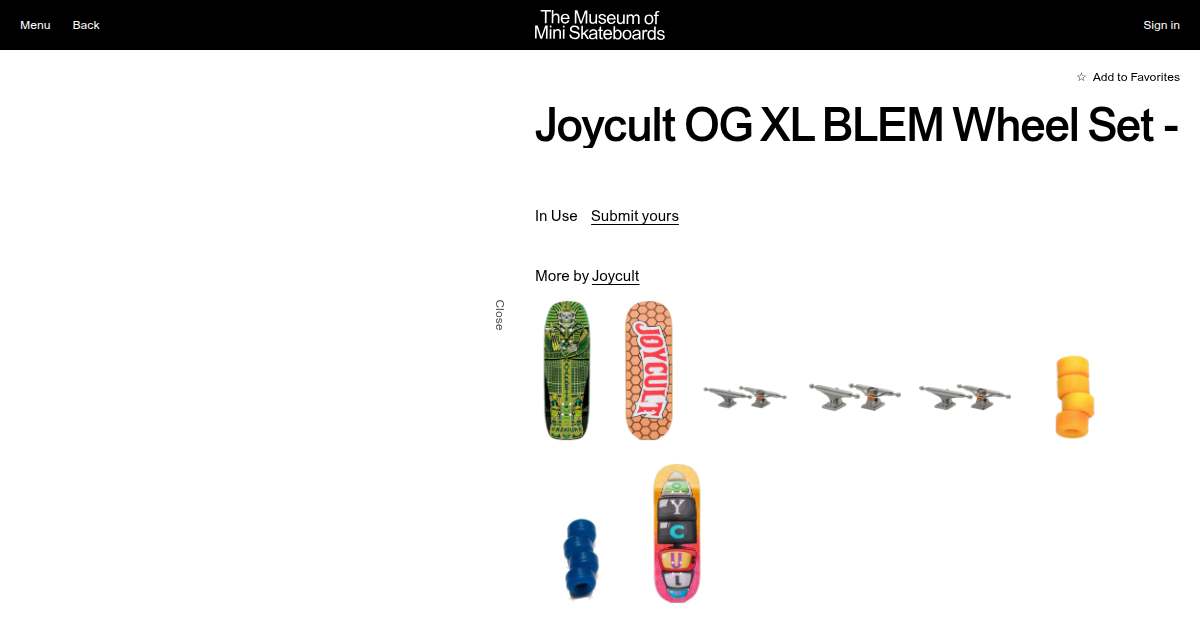 Menu Back
The Museum of
Mini Skateboards
Sign in
☆ Add to Favorites
Joycult OG XL BLEM Wheel Set -
In Use Submit yours
More by Joycult
Close
JOYCULT